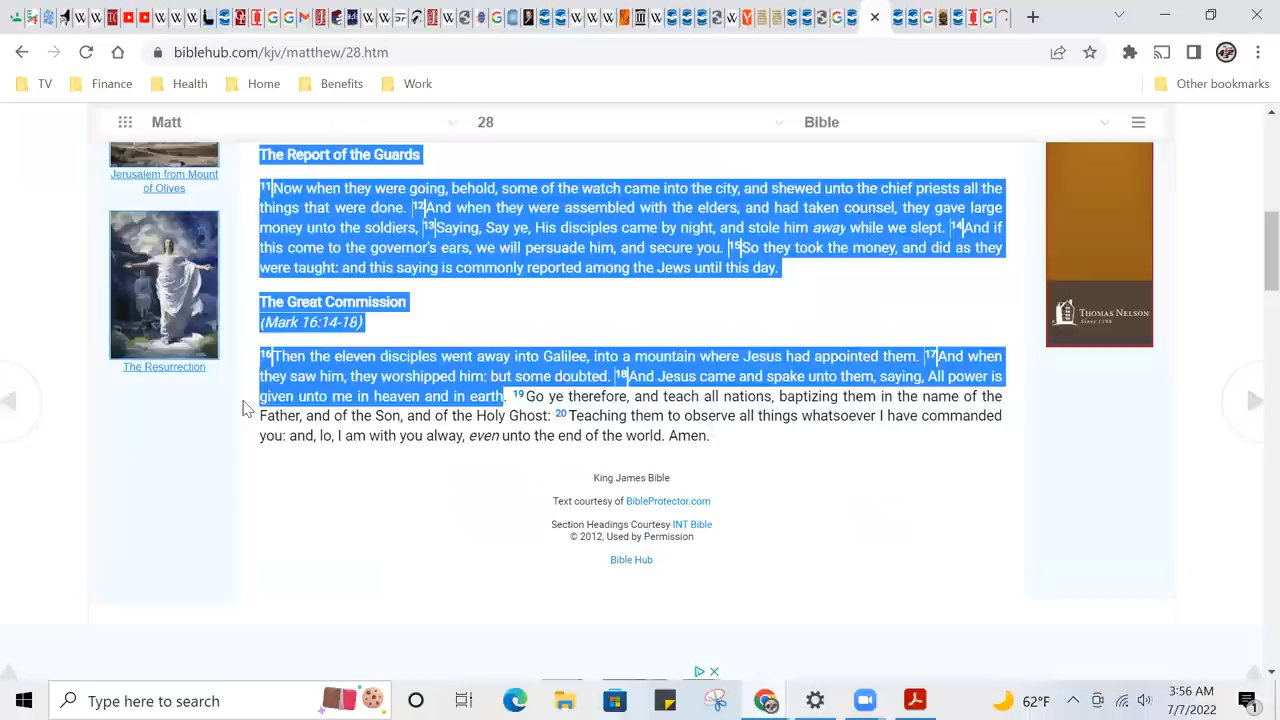 biblehub.com/kjv/matthew/28.htm
TV Finance Health Home Benefits Work Other bookmarks
Matt 28 Bible
Jerusalem from Mount
of Olives
The Resurrection
The Report of the Guards
11Now when they were going, behold, some of the watch came into the city, and shewed unto the chief priests all the
things that were done. 12And when they were assembled with the elders, and had taken counsel, they gave large
money unto the soldiers, 13Saying, Say ye, His disciples came by night, and stole him away while we slept. 14And if
this come to the governor's ears, we will persuade him, and secure you. 15So they took the money, and did as they
were taught: and this saying is commonly reported among the Jews until this day.
The Great Commission
(Mark 16:14-18)
16Then the eleven disciples went away into Galilee, into a mountain where Jesus had appointed them. 17And when
they saw him, they worshipped him: but some doubted. 18And Jesus came and spake unto them, saying, All power is
given unto me in heaven and in earth. 19Go ye therefore, and teach all nations, baptizing them in the name of the
Father, and of the Son, and of the Holy Ghost: 20Teaching them to observe all things whatsoever I have commanded
you: and, lo, I am with you alway, even unto the end of the world. Amen.
King James Bible
Text courtesy of BibleProtector.com
Section Headings Courtesy INT Bible
© 2012, Used by Permission
Bible Hub
THOMAS NELSON
Since 1798
Type here to search
62°F
3:56 AM
7/7/2022
1